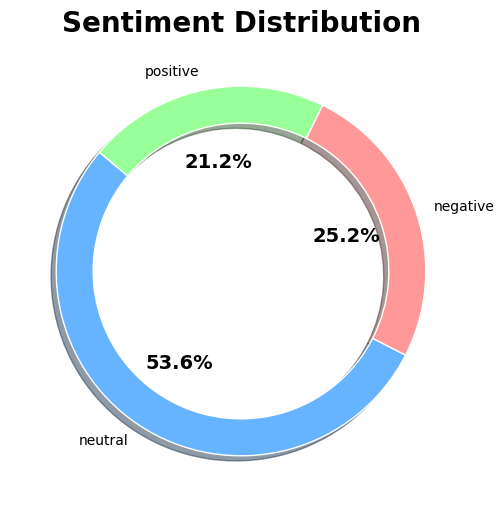 Sentiment Distribution
positive
21.2%
negative
25.2%
53.6%
neutral